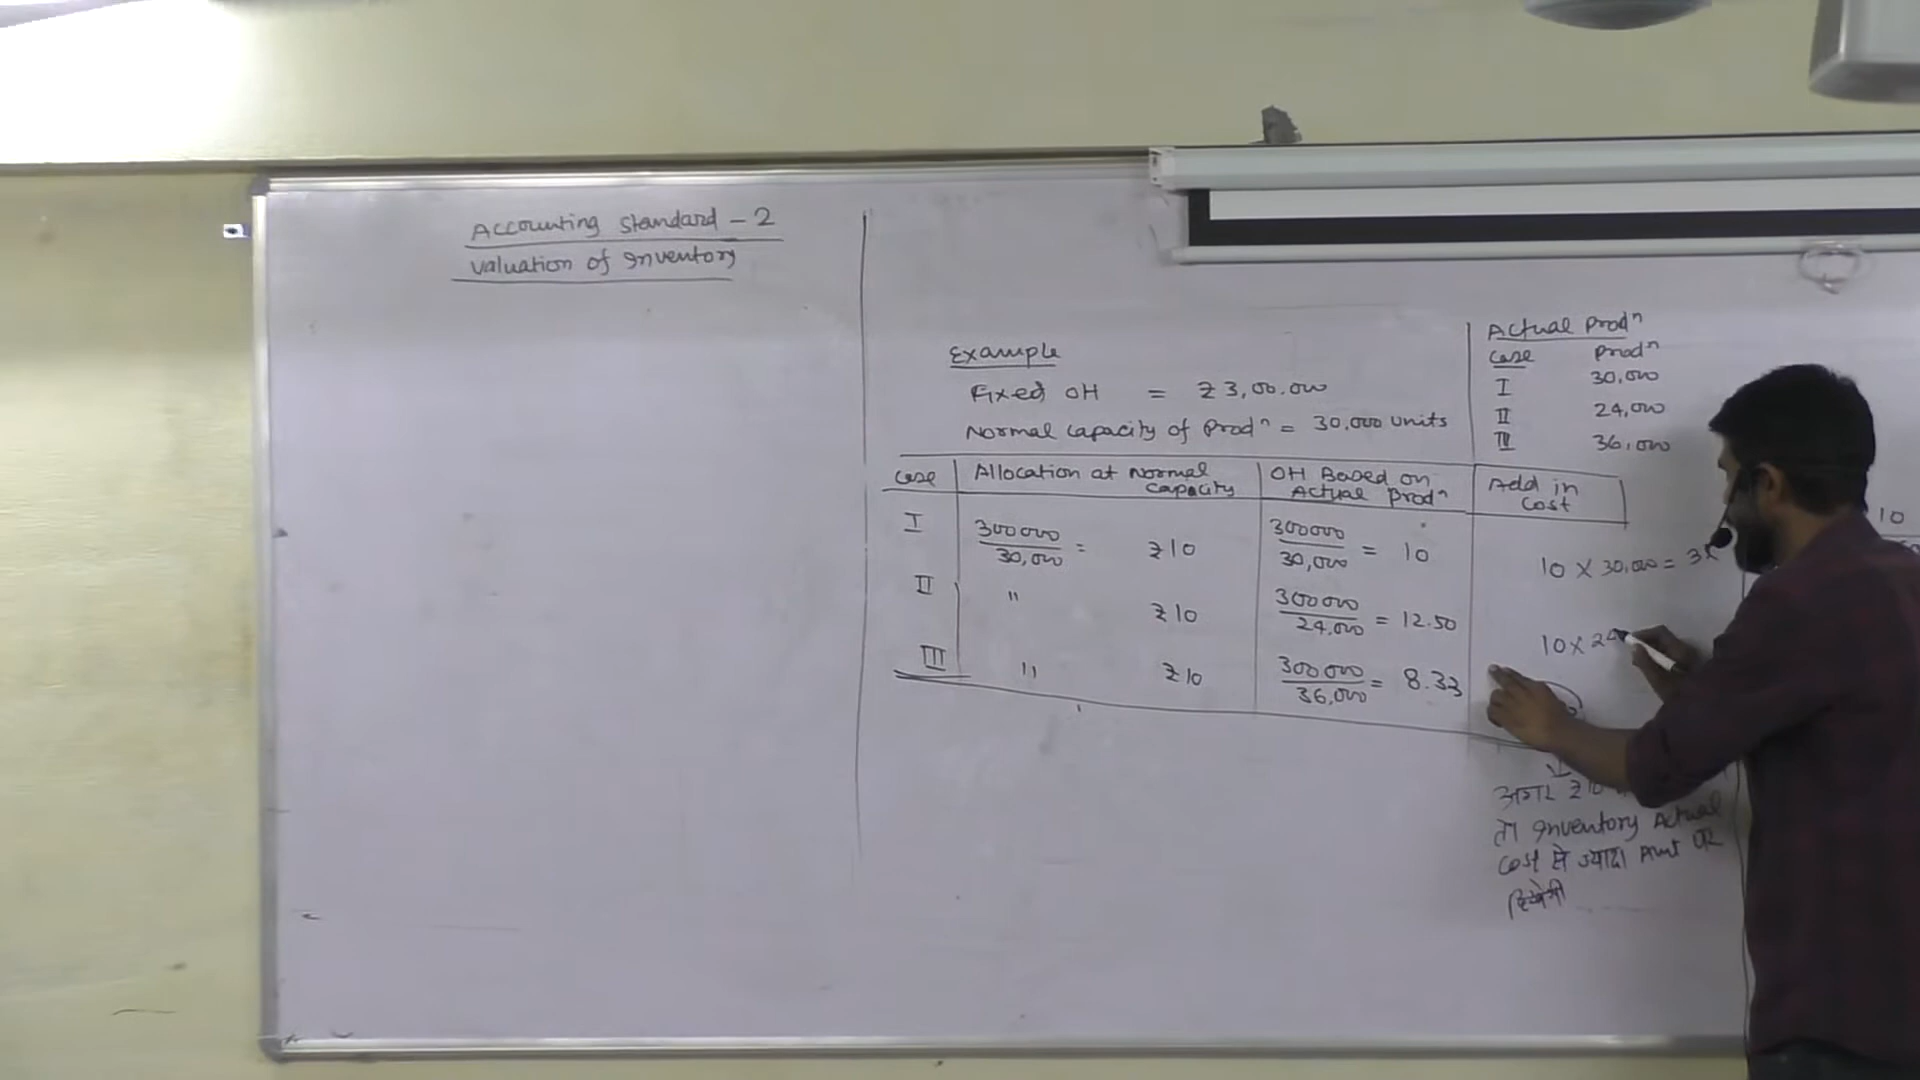 Accounting Standard - 2
Valuation of Inventory
Example
Fixed OH = ₹3,00,000
Normal Capacity of Prodⁿ = 30,000 units
Actual Prodⁿ
Case Prodⁿ
I 30,000
II 24,000
III 36,000
Case Allocation at Normal Capacity OH Based on Actual Prodⁿ Add in Cost
I 300000/30,000 = ₹10 300000/30,000 = 10 10 × 30,000 = 3
II " ₹10 300000/24,000 = 12.50 10 × 24
III " ₹10 300000/36,000 = 8.33
10
अगर ₹10
तो Inventory Actual
Cost से ज्यादा Amt पर
दिखेगी